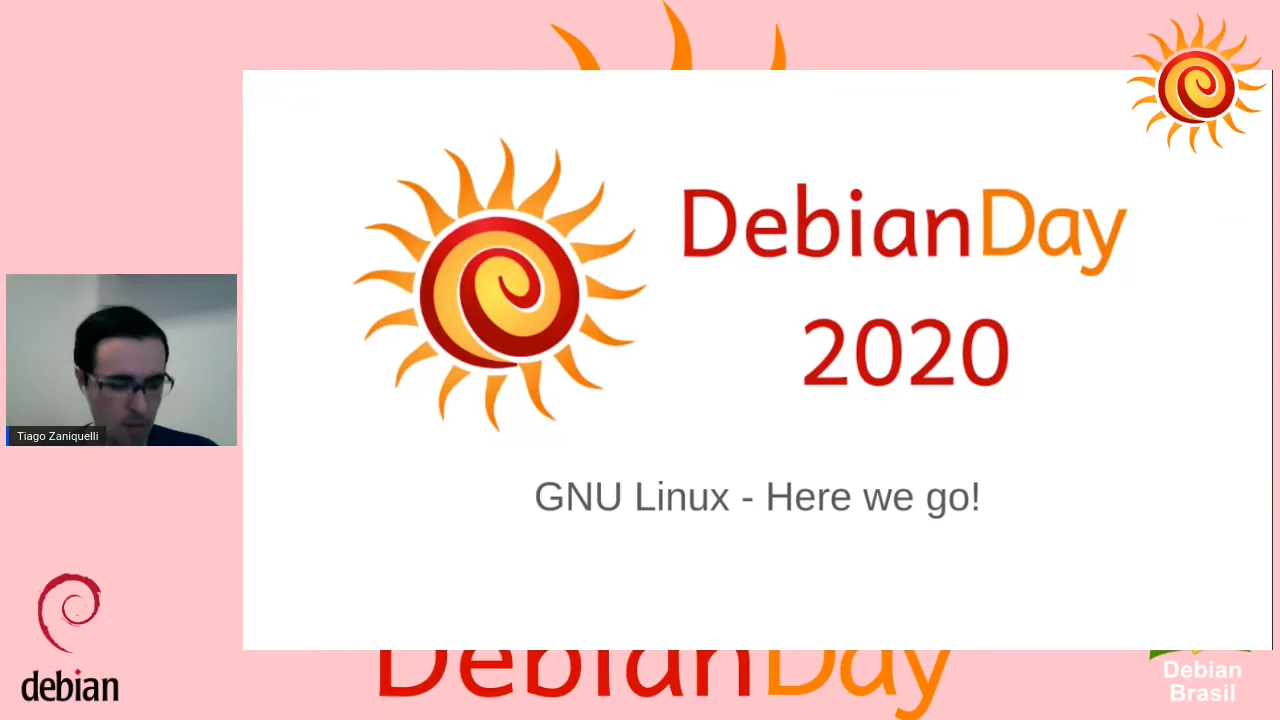 DebianDay
2020
GNU Linux - Here we go!
Tiago Zaniquelli
debian
DebianDay
Debian
Brasil